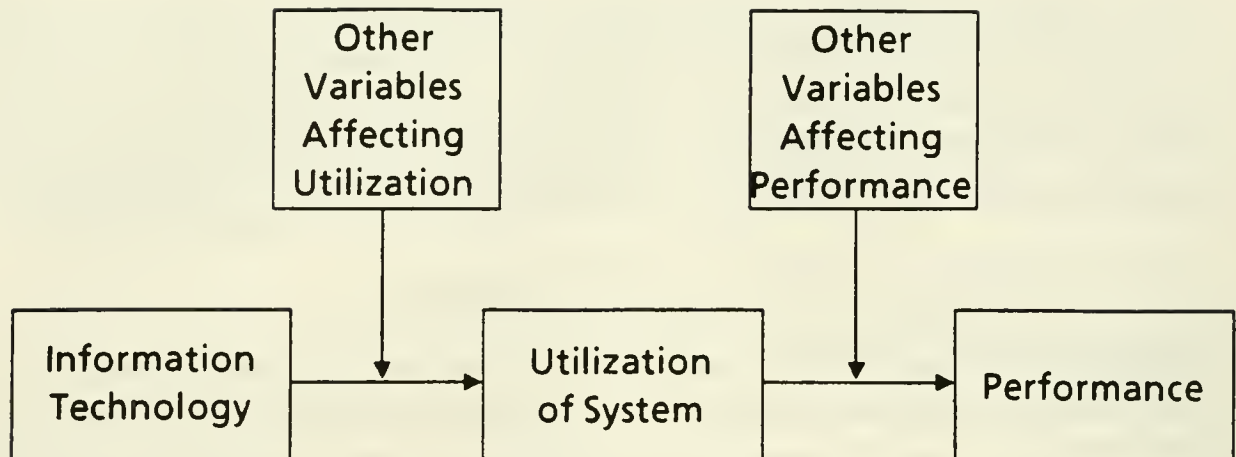 Other
Variables
Affecting
Utilization
Other
Variables
Affecting
Performance
Information
Technology
Utilization
of System
Performance